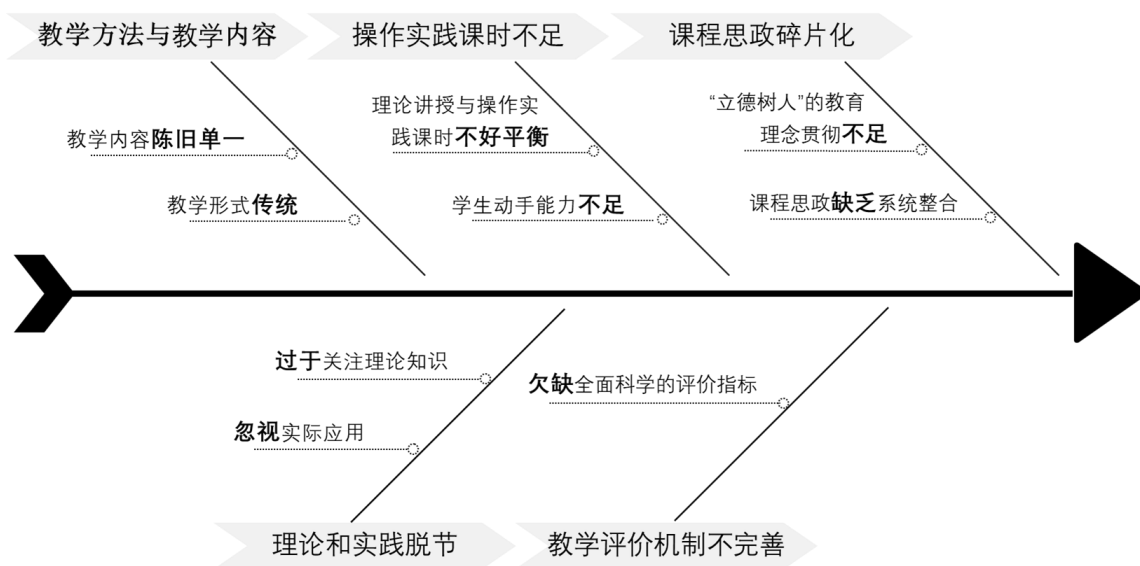 教学方法与教学内容
操作实践课时不足
课程思政碎片化
教学内容陈旧单一
教学形式传统
理论讲授与操作实
践课时不好平衡
学生动手能力不足
“立德树人”的教育
理念贯彻不足
课程思政缺乏系统整合
过于关注理论知识
忽视实际应用
欠缺全面科学的评价指标
理论和实践脱节
教学评价机制不完善